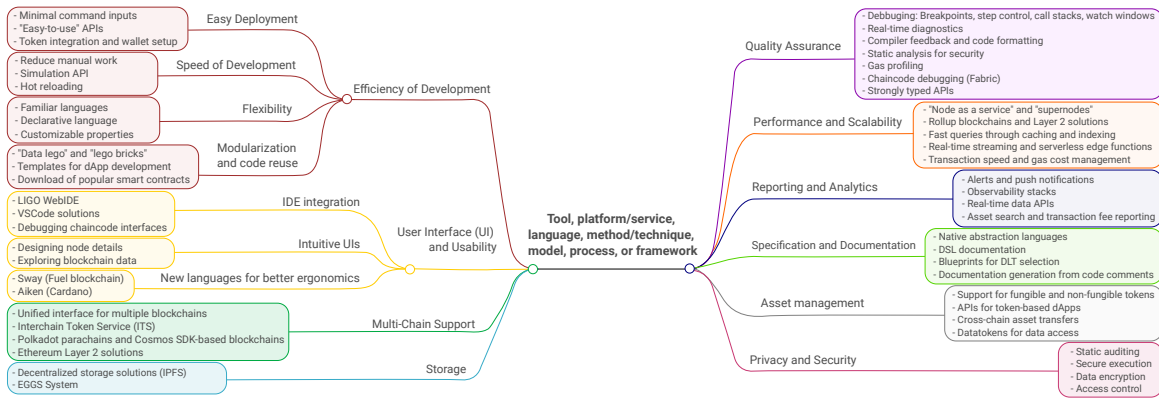 - Minimal command inputs
- "Easy-to-use" APIs
- Token integration and wallet setup
Easy Deployment
- Reduce manual work
- Simulation API
- Hot reloading
Speed of Development
- Familiar languages
- Declarative language
- Customizable properties
Flexibility
- "Data lego" and "lego bricks"
- Templates for dApp development
- Download of popular smart contracts
Modularization
and code reuse
Efficiency of Development
- LIGO WebIDE
- VSCode solutions
- Debugging chaincode interfaces
IDE integration
- Designing node details
- Exploring blockchain data
Intuitive UIs
- Sway (Fuel blockchain)
- Aiken (Cardano)
New languages for better ergonomics
User Interface (UI)
and Usability
- Unified interface for multiple blockchains
- Interchain Token Service (ITS)
- Polkadot parachains and Cosmos SDK-based blockchains
- Ethereum Layer 2 solutions
Multi-Chain Support
- Decentralized storage solutions (IPFS)
- EGGS System
Storage
Tool, platform/service,
language, method/technique,
model, process, or framework
Quality Assurance
- Debbuging: Breakpoints, step control, call stacks, watch windows
- Real-time diagnostics
- Compiler feedback and code formatting
- Static analysis for security
- Gas profiling
- Chaincode debugging (Fabric)
- Strongly typed APIs
Performance and Scalability
- "Node as a service" and "supernodes"
- Rollup blockchains and Layer 2 solutions
- Fast queries through caching and indexing
- Real-time streaming and serverless edge functions
- Transaction speed and gas cost management
Reporting and Analytics
- Alerts and push notifications
- Observability stacks
- Real-time data APIs
- Asset search and transaction fee reporting
Specification and Documentation
- Native abstraction languages
- DSL documentation
- Blueprints for DLT selection
- Documentation generation from code comments
Asset management
- Support for fungible and non-fungible tokens
- APIs for token-based dApps
- Cross-chain asset transfers
- Datatokens for data access
Privacy and Security
- Static auditing
- Secure execution
- Data encryption
- Access control